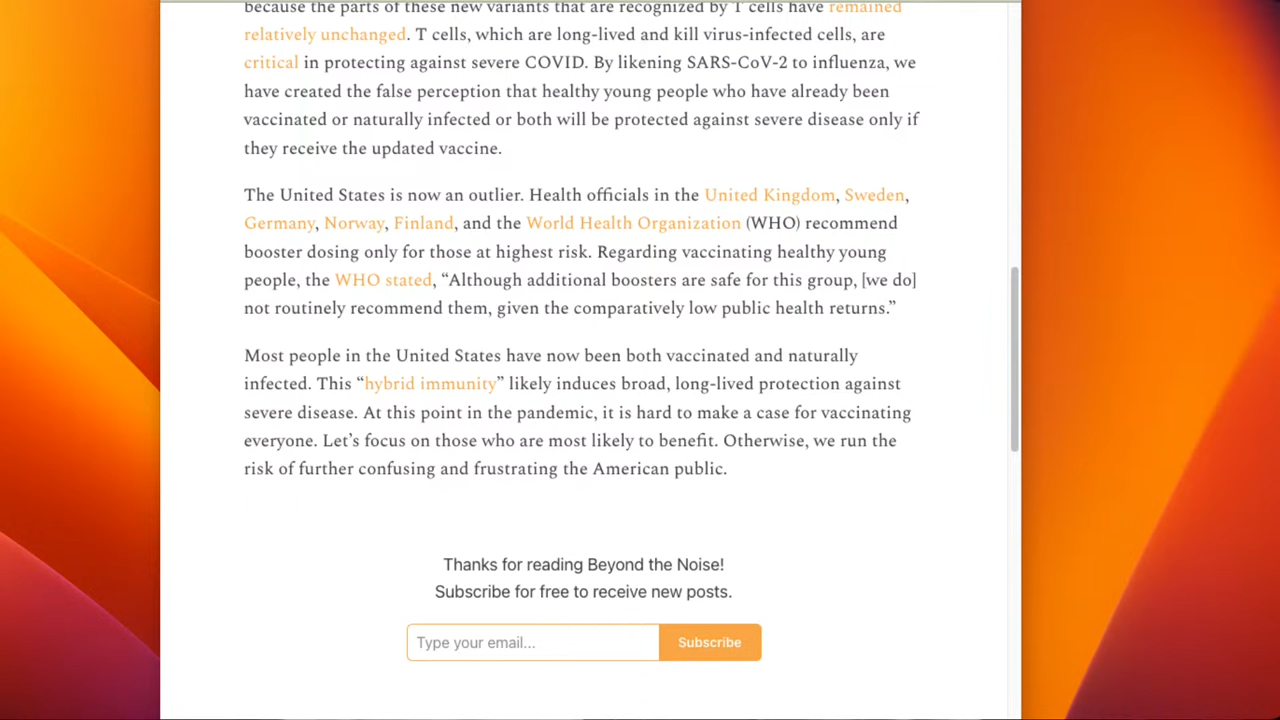 because the parts of these new variants that are recognized by T cells have remained
relatively unchanged. T cells, which are long-lived and kill virus-infected cells, are
critical in protecting against severe COVID. By likening SARS-CoV-2 to influenza, we
have created the false perception that healthy young people who have already been
vaccinated or naturally infected or both will be protected against severe disease only if
they receive the updated vaccine.
The United States is now an outlier. Health officials in the United Kingdom, Sweden,
Germany, Norway, Finland, and the World Health Organization (WHO) recommend
booster dosing only for those at highest risk. Regarding vaccinating healthy young
people, the WHO stated, “Although additional boosters are safe for this group, [we do]
not routinely recommend them, given the comparatively low public health returns.”
Most people in the United States have now been both vaccinated and naturally
infected. This “hybrid immunity” likely induces broad, long-lived protection against
severe disease. At this point in the pandemic, it is hard to make a case for vaccinating
everyone. Let’s focus on those who are most likely to benefit. Otherwise, we run the
risk of further confusing and frustrating the American public.
Thanks for reading Beyond the Noise!
Subscribe for free to receive new posts.
Type your email... Subscribe